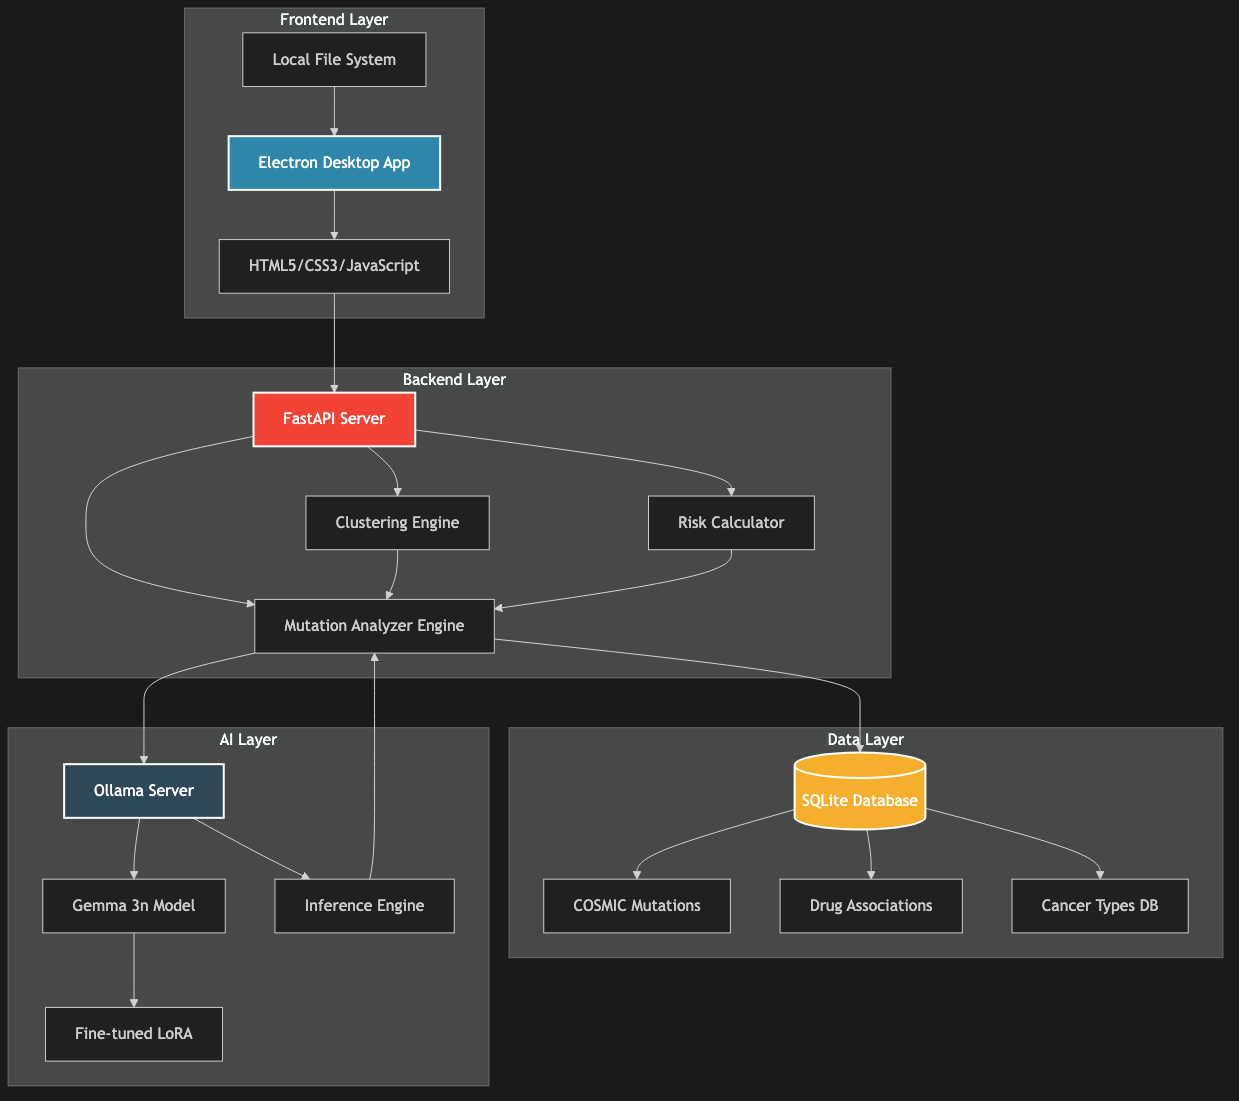 Frontend Layer
Local File System
Electron Desktop App
HTML5/CSS3/JavaScript
Backend Layer
FastAPI Server
Clustering Engine
Risk Calculator
Mutation Analyzer Engine
AI Layer
Ollama Server
Gemma 3n Model
Inference Engine
Fine-tuned LoRA
Data Layer
SQLite Database
COSMIC Mutations
Drug Associations
Cancer Types DB